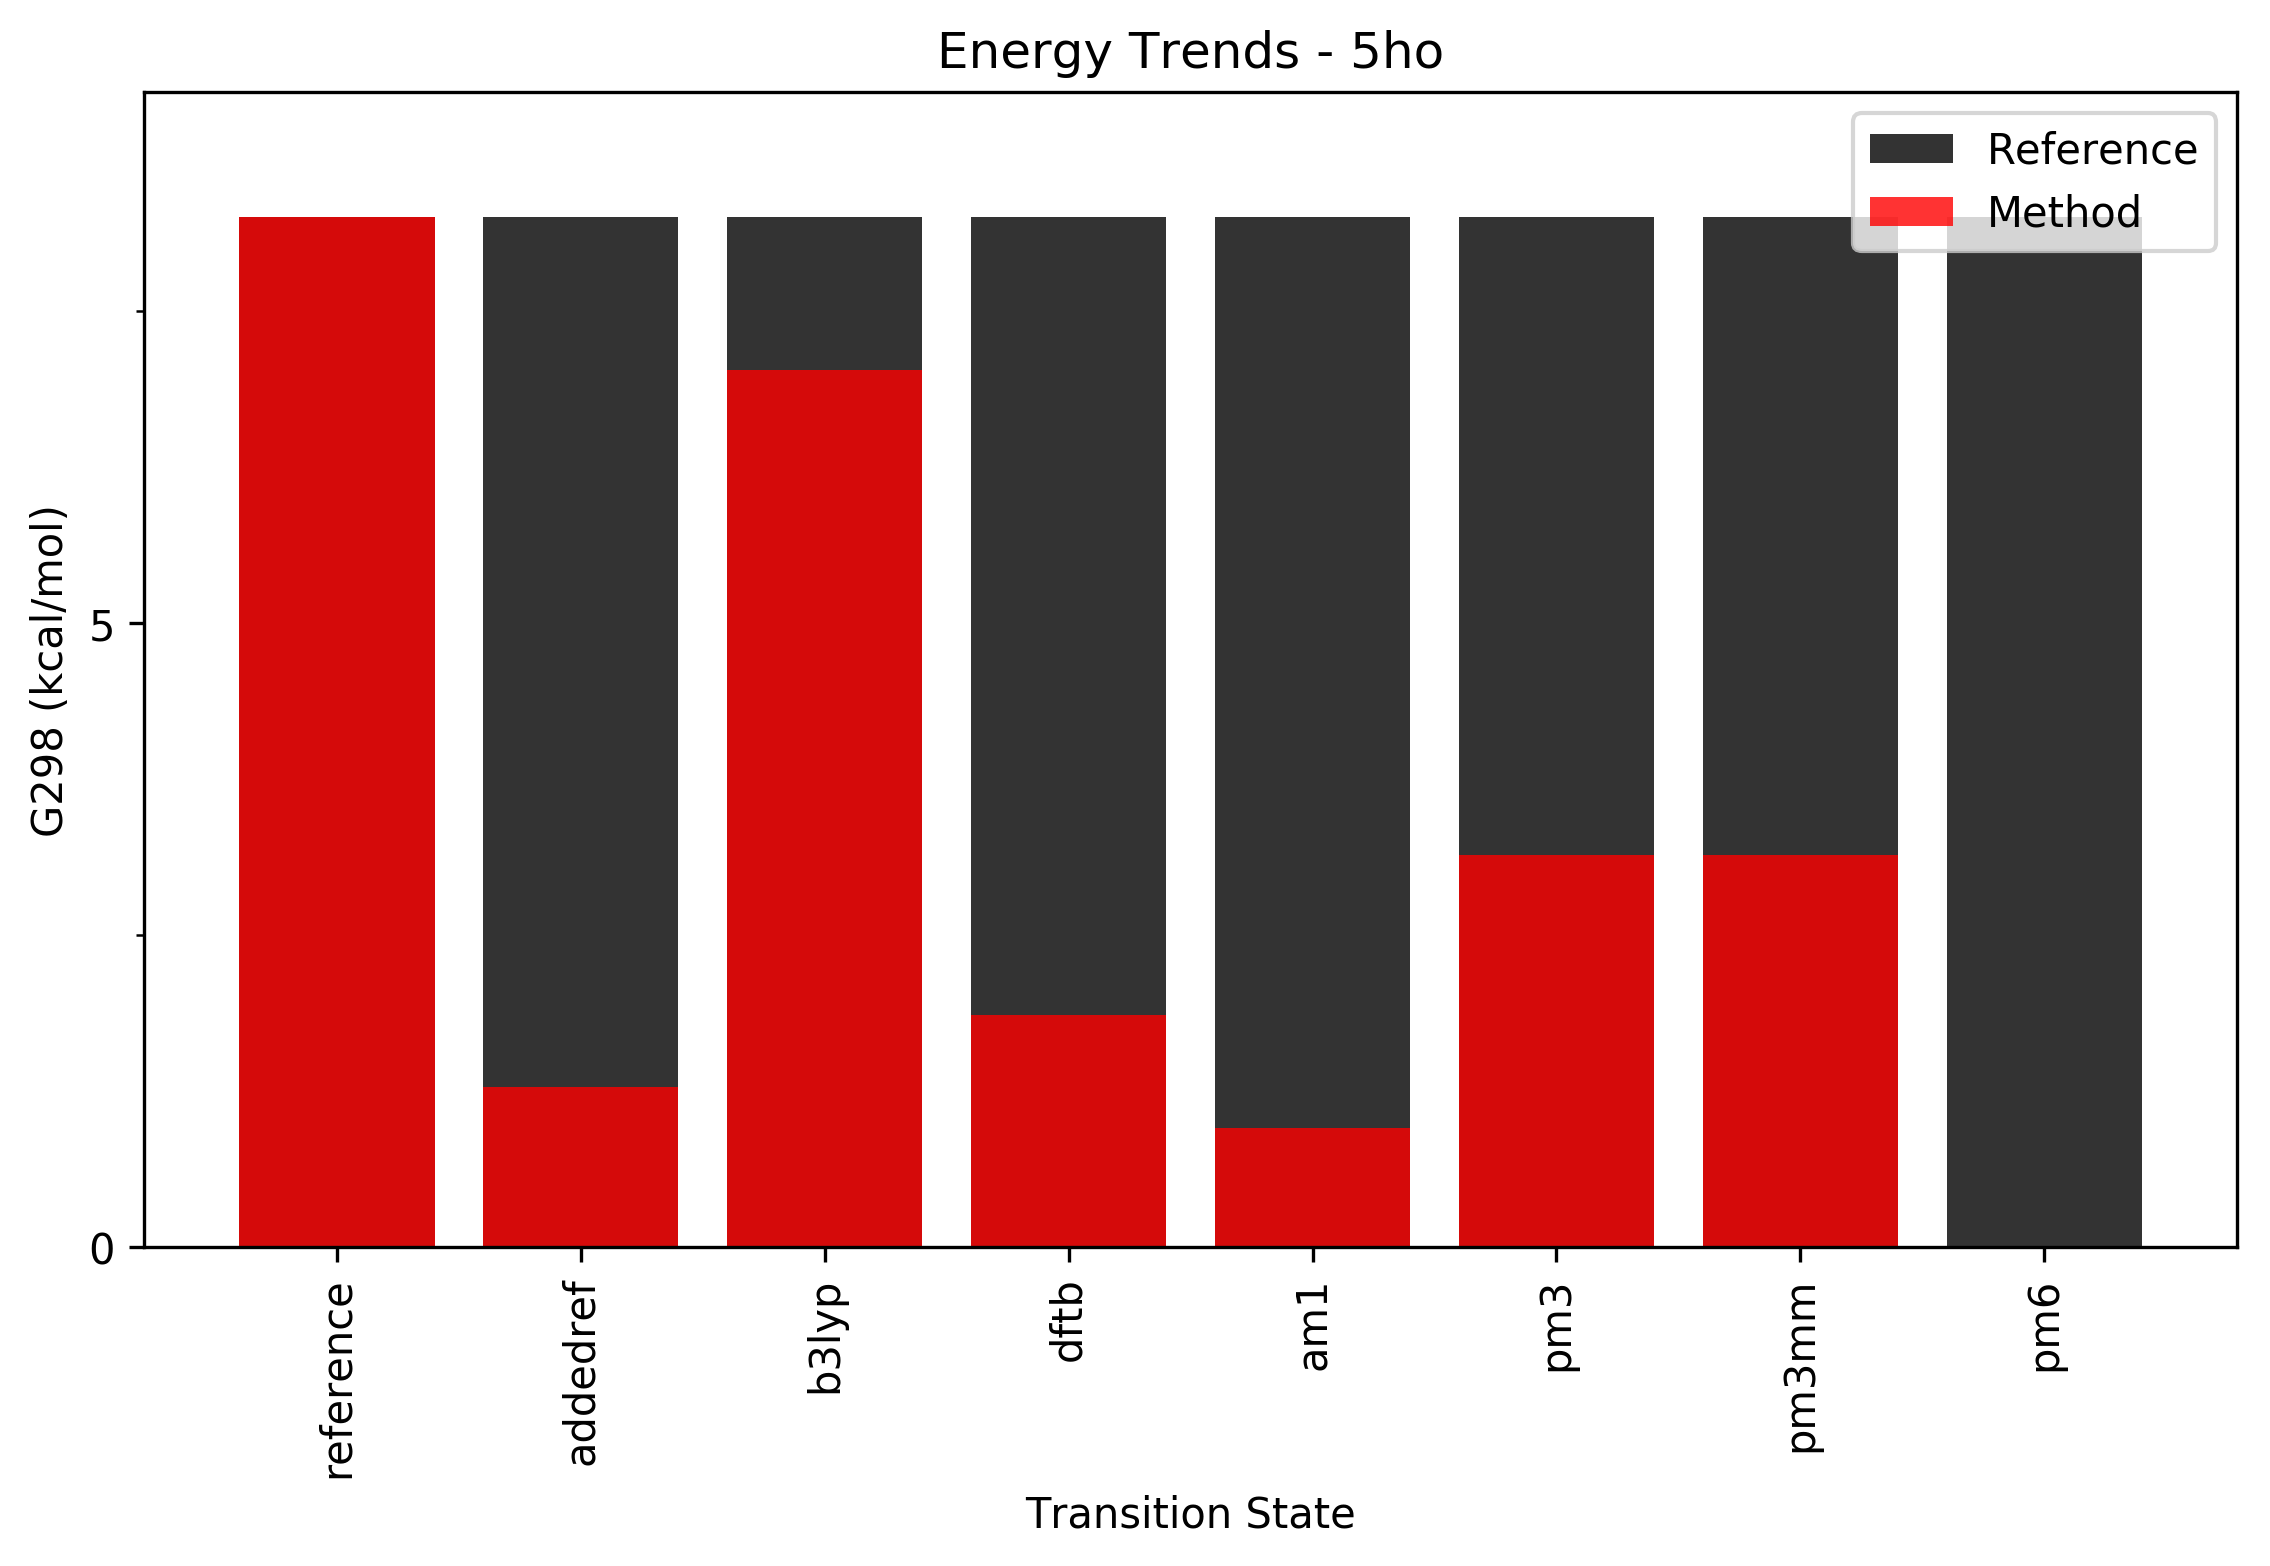 Energy Trends - 5ho
Reference
Method
G298 (kcal/mol)
5
0
reference
addedref
b3lyp
dftb
am1
pm3
pm3mm
pm6
Transition State